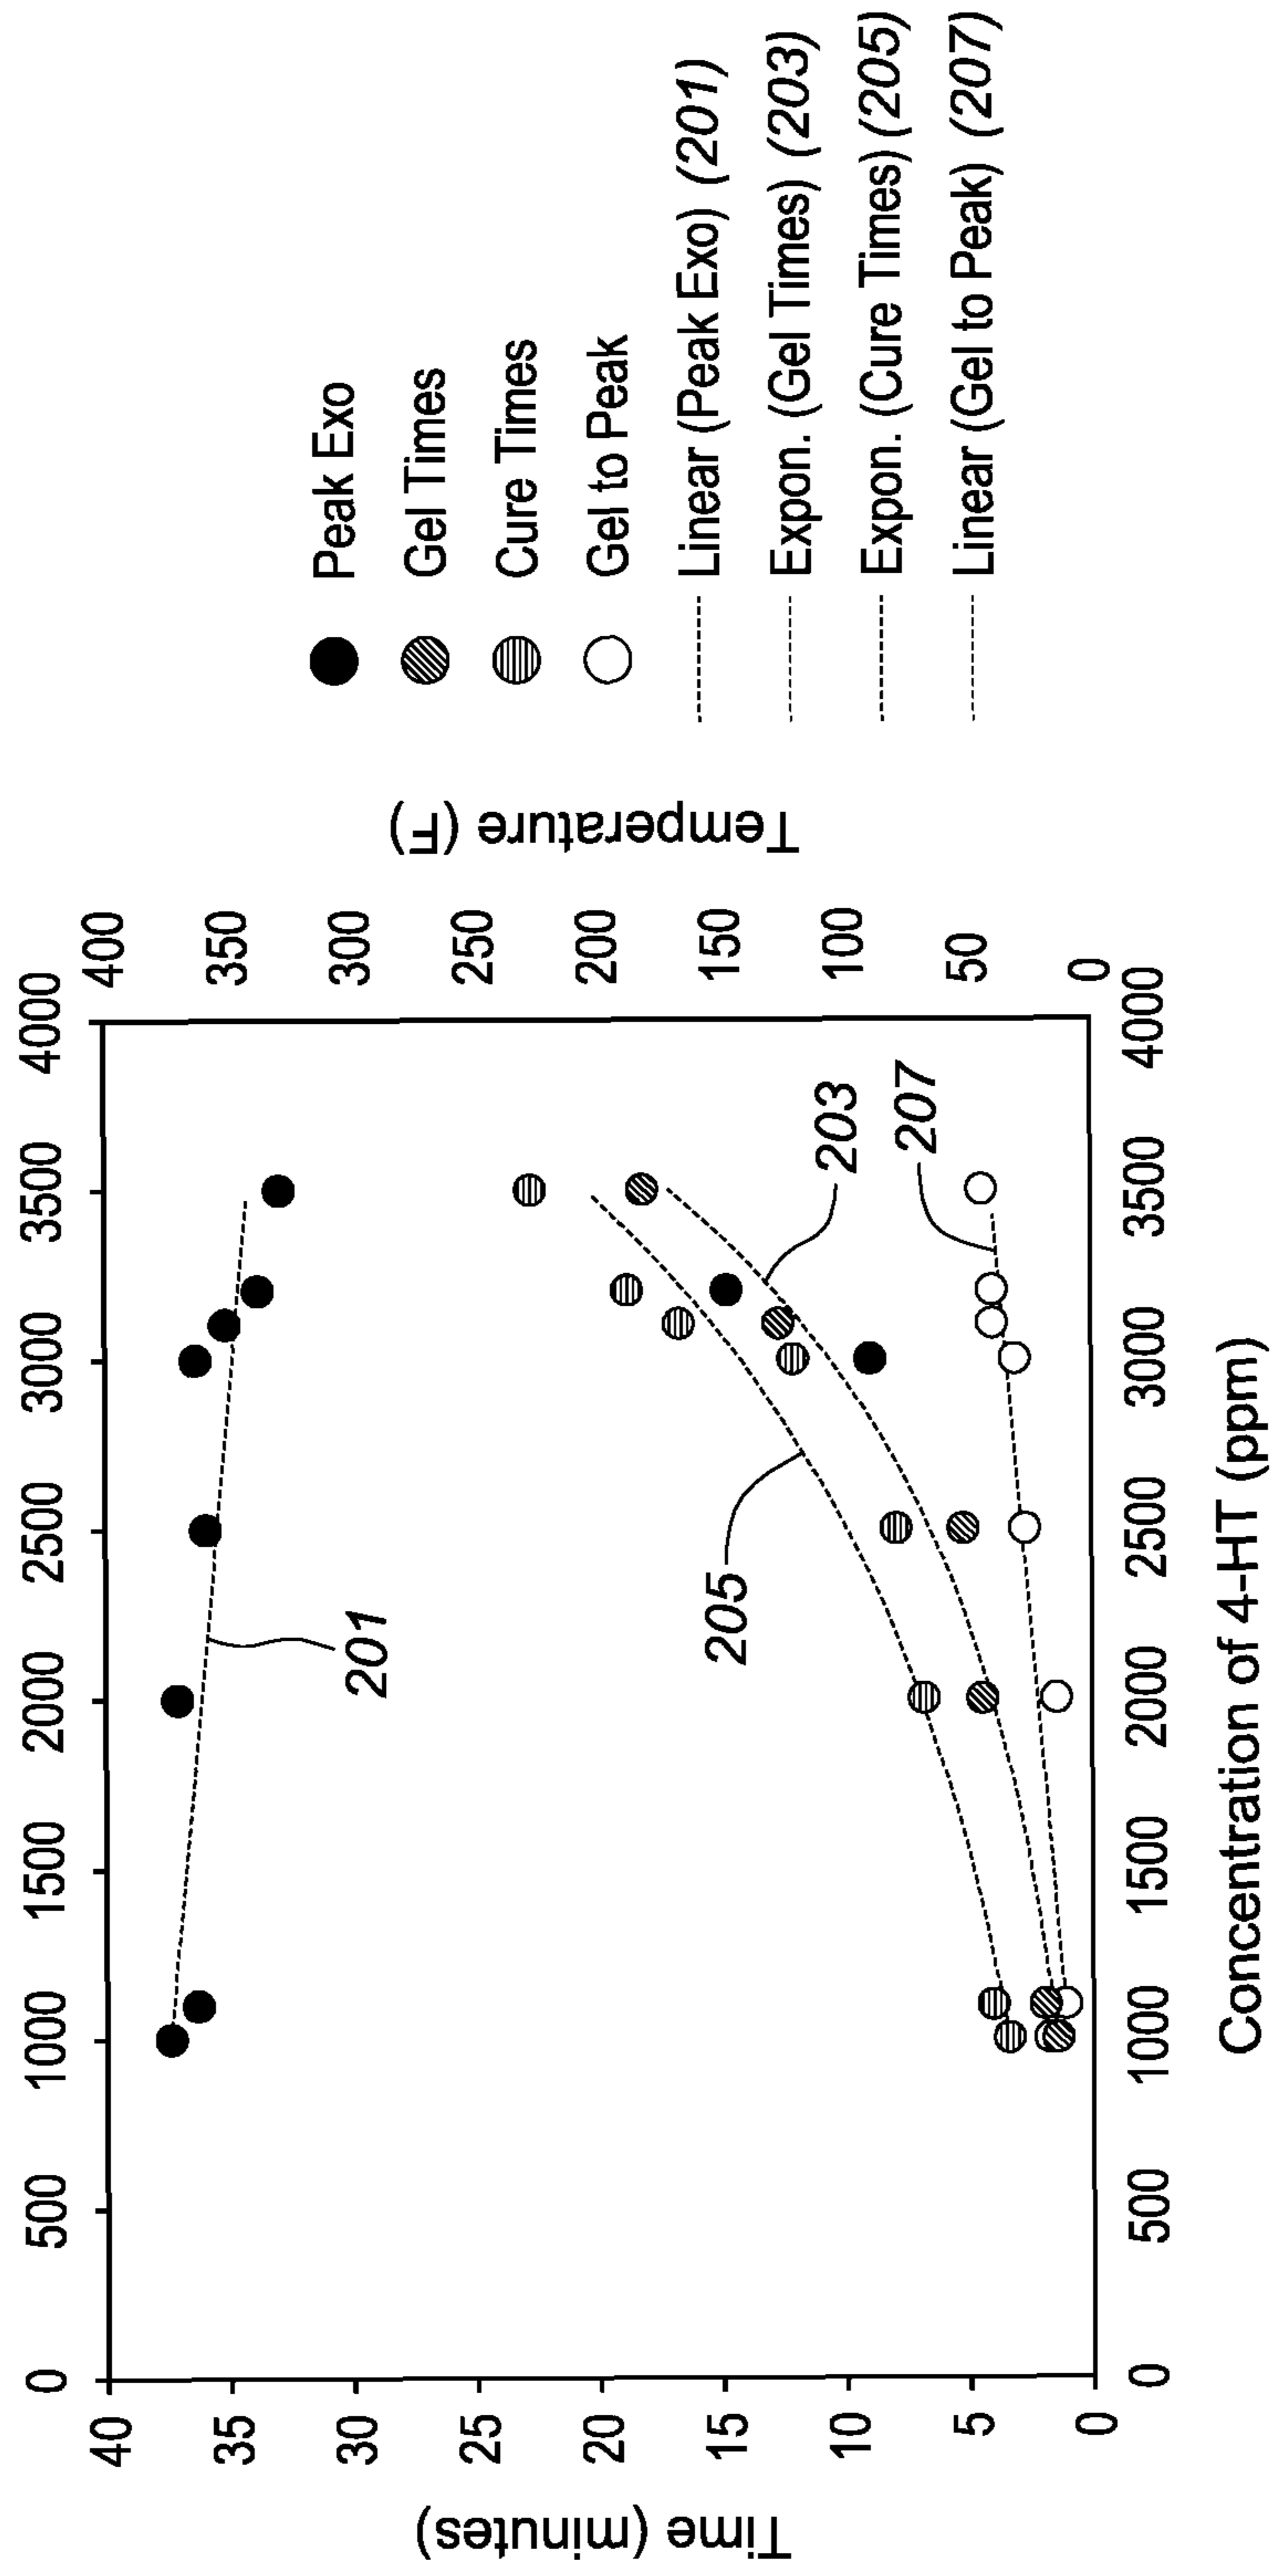 0 500 1000 1500 2000 2500 3000 3500 4000
Time (minutes)
40
35
30
25
20
15
10
5
0
400
350
300
250
200
150
100
50
0
Temperature (F)
201
205
203
207
0 500 1000 1500 2000 2500 3000 3500 4000
Concentration of 4-HT (ppm)
Peak Exo
Gel Times
Cure Times
Gel to Peak
Linear (Peak Exo) (201)
Expon. (Gel Times) (203)
Expon. (Cure Times) (205)
Linear (Gel to Peak) (207)